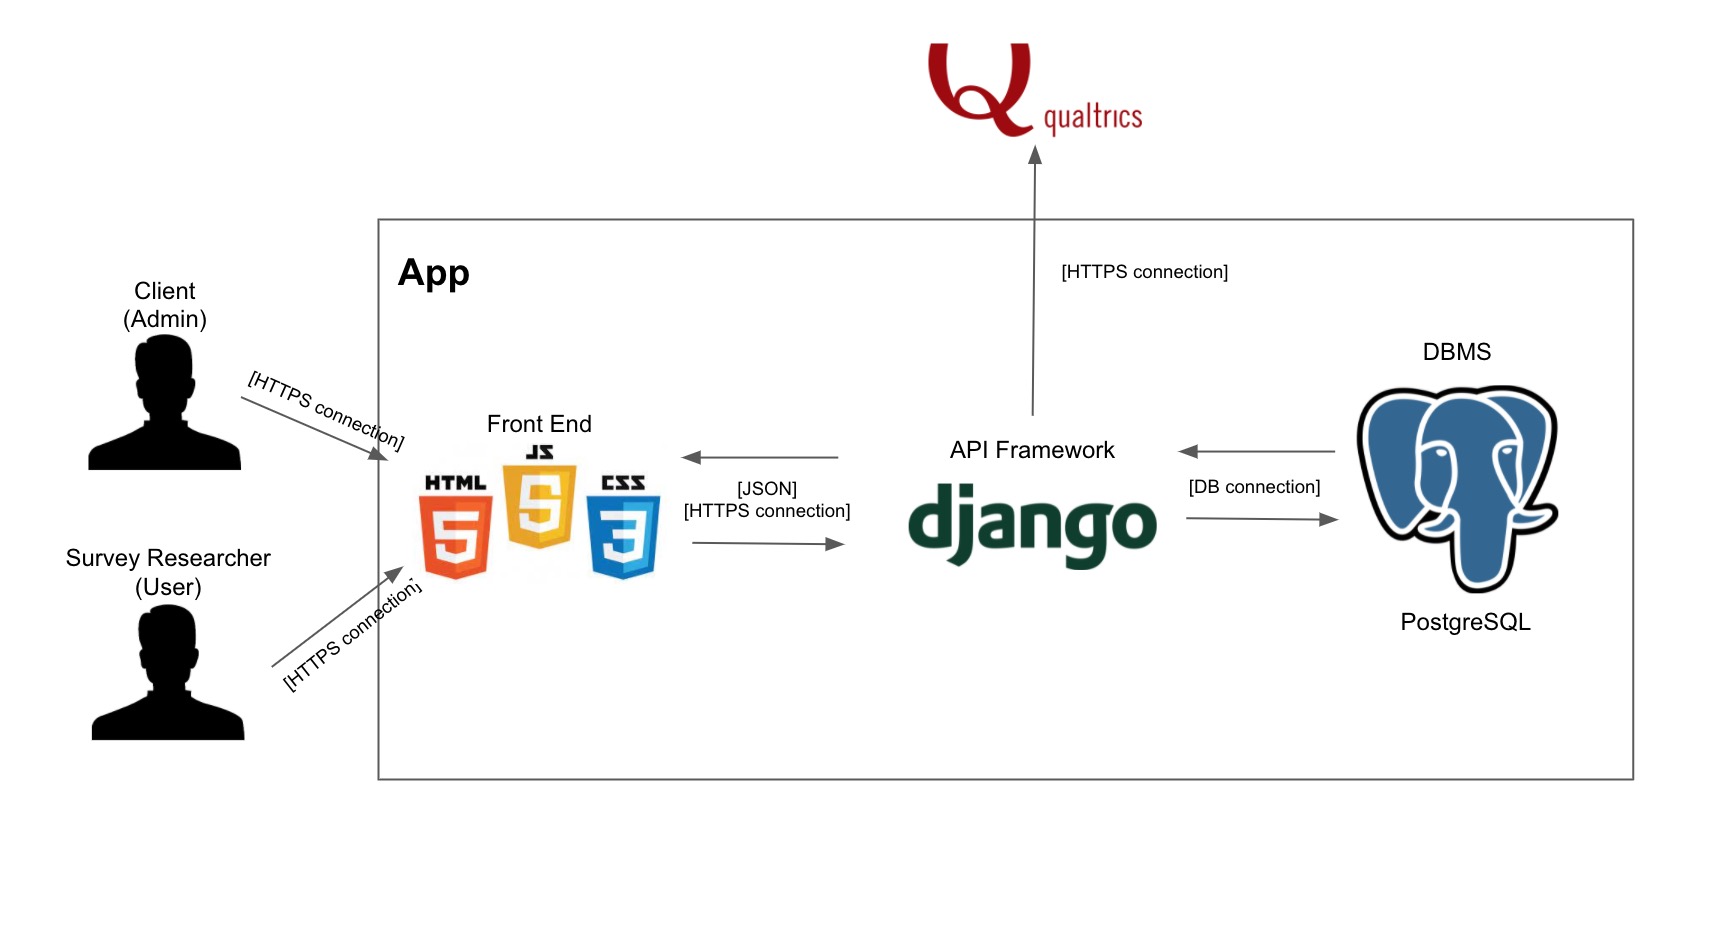 qualtrics
App
[HTTPS connection]
Client
(Admin)
[HTTPS connection]
Survey Researcher
(User)
[HTTPS connection]
Front End
HTML
5
JS
5
CSS
3
[JSON]
[HTTPS connection]
API Framework
django
[DB connection]
DBMS
PostgreSQL